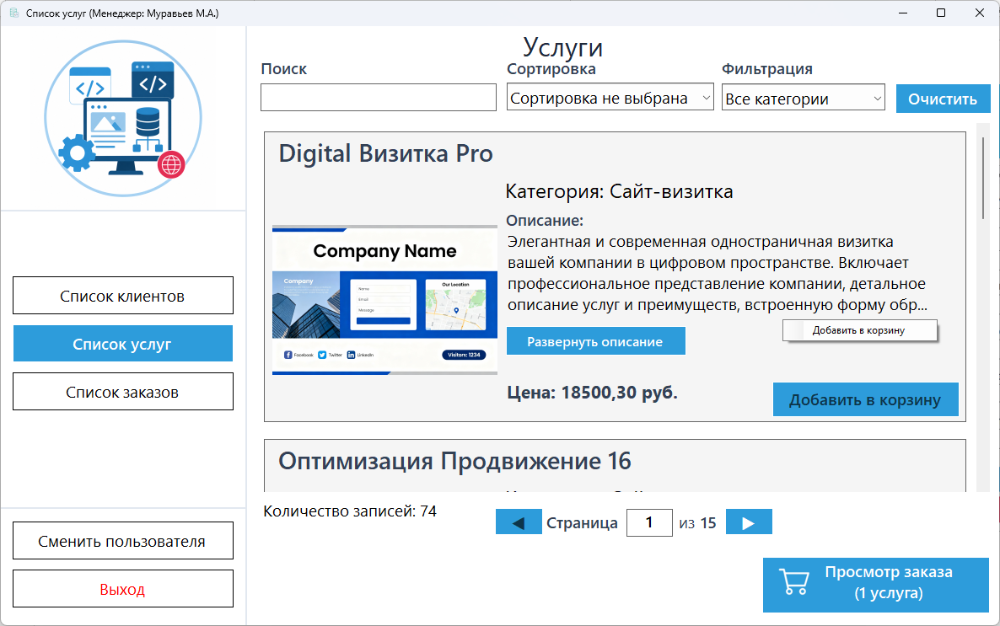 Список услуг (Менеджер: Муравьев М.А.)
Услуги
Поиск
Сортировка
Фильтрация
Сортировка не выбрана
Все категории
Очистить
Список клиентов
Список услуг
Список заказов
Сменить пользователя
Выход
Digital Визитка Pro
Категория: Сайт-визитка
Описание:
Элегантная и современная одностраничная визитка
вашей компании в цифровом пространстве. Включает
профессиональное представление компании, детальное
описание услуг и преимуществ, встроенную форму обр...
Company Name
Company
Name
Email
Message
Our Location
Facebook
Twitter
LinkedIn
Visitors: 1234
Добавить в корзину
Развернуть описание
Цена: 18500,30 руб.
Добавить в корзину
Оптимизация Продвижение 16
Количество записей: 74
Страница 1 из 15
Просмотр заказа
(1 услуга)